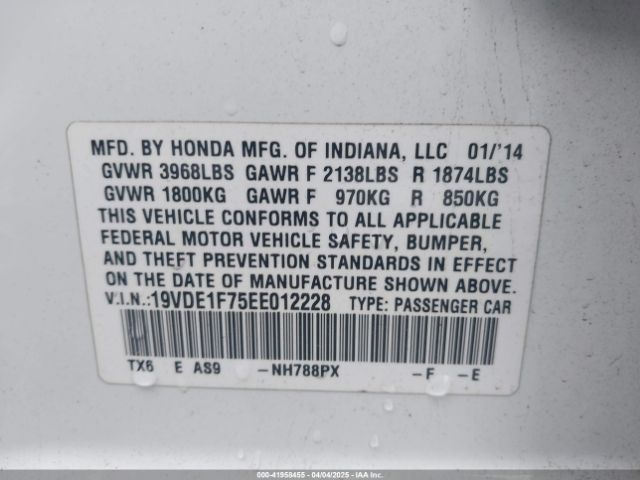 MFD. BY HONDA MFG. OF INDIANA, LLC 01/'14
GVWR 3968LBS GAWR F 2138LBS R 1874LBS
GVWR 1800KG GAWR F 970KG R 850KG
THIS VEHICLE CONFORMS TO ALL APPLICABLE
FEDERAL MOTOR VEHICLE SAFETY, BUMPER,
AND THEFT PREVENTION STANDARDS IN EFFECT
ON THE DATE OF MANUFACTURE SHOWN ABOVE.
V.I.N.:19VDE1F75EE012228 TYPE: PASSENGER CAR
TX6 E AS9 -NH788PX -F -E
000-41958455 - 04/04/2025 - IAA Inc.